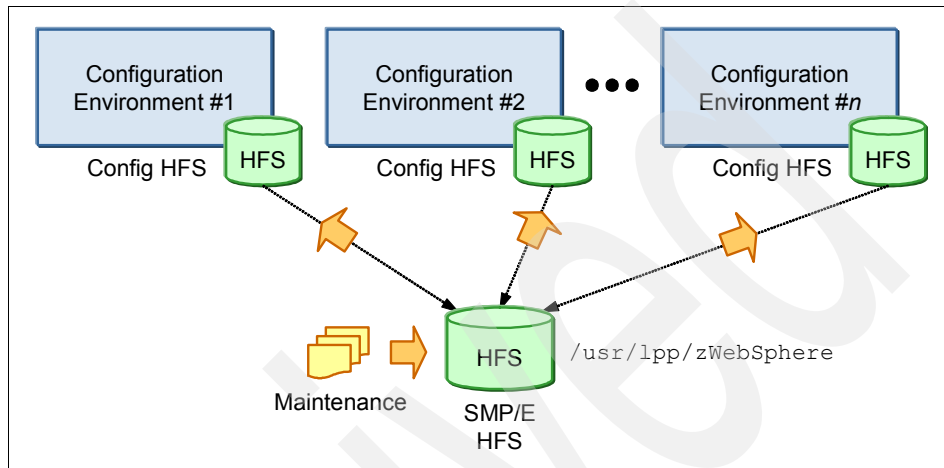 Configuration
Environment #1
HFS
Config HFS
Configuration
Environment #2
HFS
Config HFS
Configuration
Environment #n
HFS
Config HFS
Maintenance
HFS
/usr/lpp/zWebSphere
SMP/E
HFS